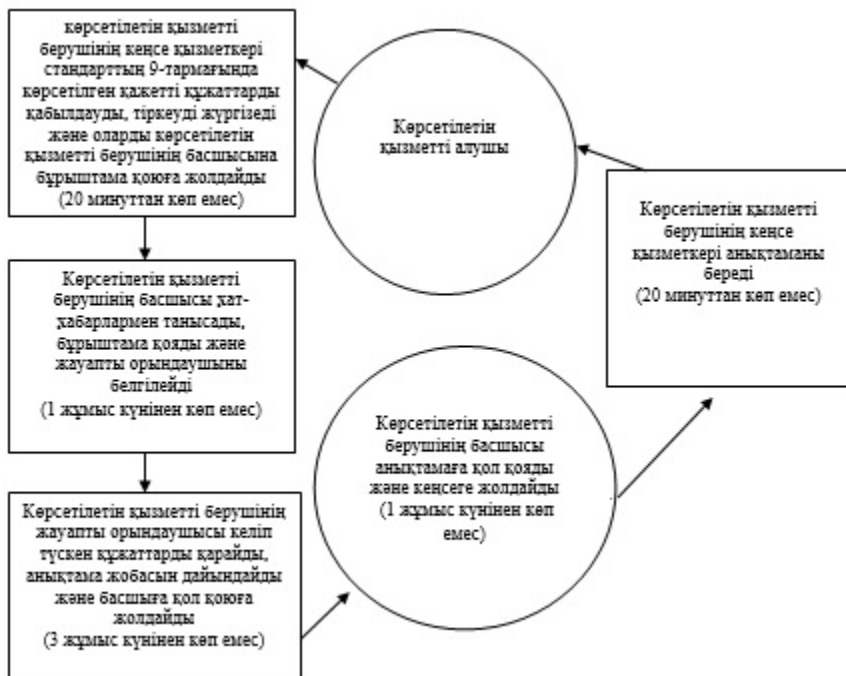 көрсетілетін қызметті
берушінің кеңсе қызметкері
стандарттың 9-тармағында
көрсетілген қажетті құжаттарды
қабылдауды, тіркеуді жүргізеді
және оларды көрсетілетін
қызметті берушінің басшысына
бұрыштама қоюға жолдайды
(20 минуттан көп емес)
Көрсетілетін қызметті
берушінің басшысы хат-
хабарлармен танысады,
бұрыштама қояды және
жауапты орындаушыны
белгілейді
(1 жұмыс күнінен көп емес)
Көрсетілетін қызметті берушінің
жауапты орындаушысы келіп
түскен құжаттарды қарайды,
анықтама жобасын дайындайды
және басшыға қол қоюға
жолдайды
(3 жұмыс күнінен көп емес)
Көрсетілетін қызметті
берушінің басшысы
анықтамаға қол қояды
және кеңсеге жолдайды
(1 жұмыс күнінен көп
емес)
Көрсетілетін қызметті
берушінің кеңсе
қызметкері анықтаманы
береді
(20 минуттан көп емес)
Көрсетілетін
қызметті алушы